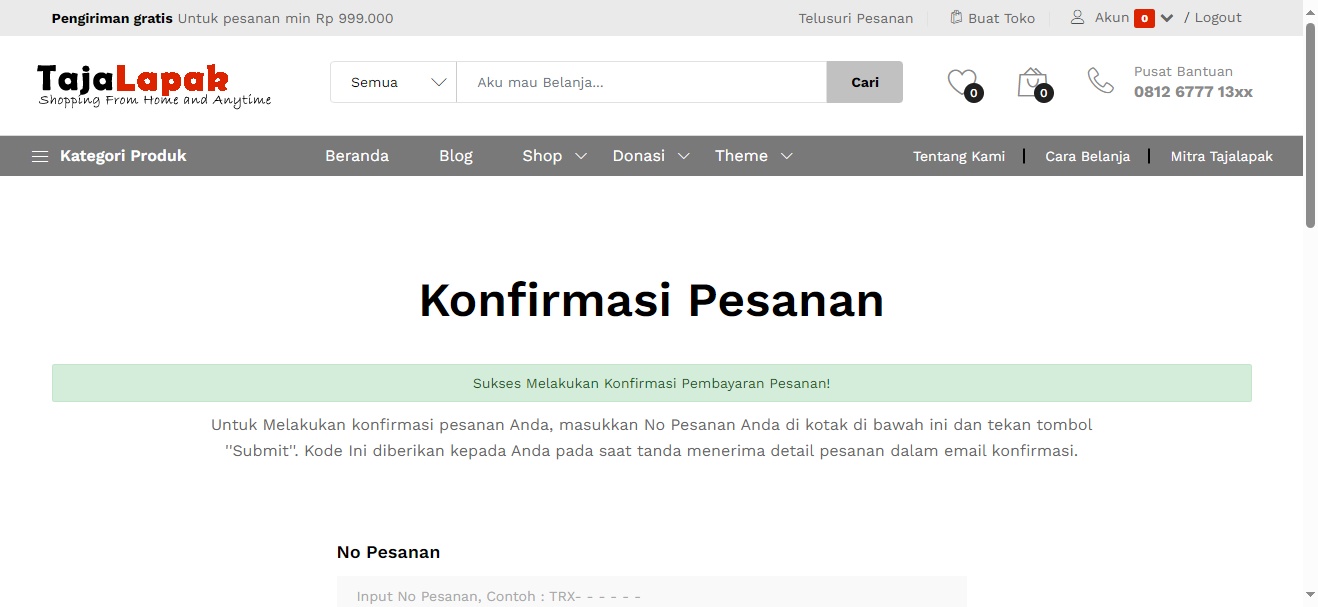 Pengiriman gratis Untuk pesanan min Rp 999.000
Telusuri Pesanan
Buat Toko
Akun 0 / Logout
TajaLapak
Shopping From Home and Anytime
Semua
Aku mau Belanja...
Cari
0
0
Pusat Bantuan
0812 6777 13xx
Kategori Produk
Beranda
Blog
Shop
Donasi
Theme
Tentang Kami
Cara Belanja
Mitra Tajalapak
Konfirmasi Pesanan
Sukses Melakukan Konfirmasi Pembayaran Pesanan!
Untuk Melakukan konfirmasi pesanan Anda, masukkan No Pesanan Anda di kotak di bawah ini dan tekan tombol
''Submit''. Kode Ini diberikan kepada Anda pada saat tanda menerima detail pesanan dalam email konfirmasi.
No Pesanan
Input No Pesanan, Contoh : TRX- - - - - -